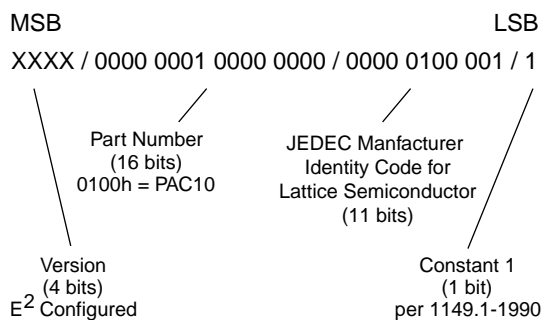 MSB LSB
XXXX / 0000 0001 0000 0000 / 0000 0100 001 / 1
Part Number
(16 bits)
0100h = PAC10
JEDEC Manfacturer
Identity Code for
Lattice Semiconductor
(11 bits)
Version
(4 bits)
E2 Configured
Constant 1
(1 bit)
per 1149.1-1990